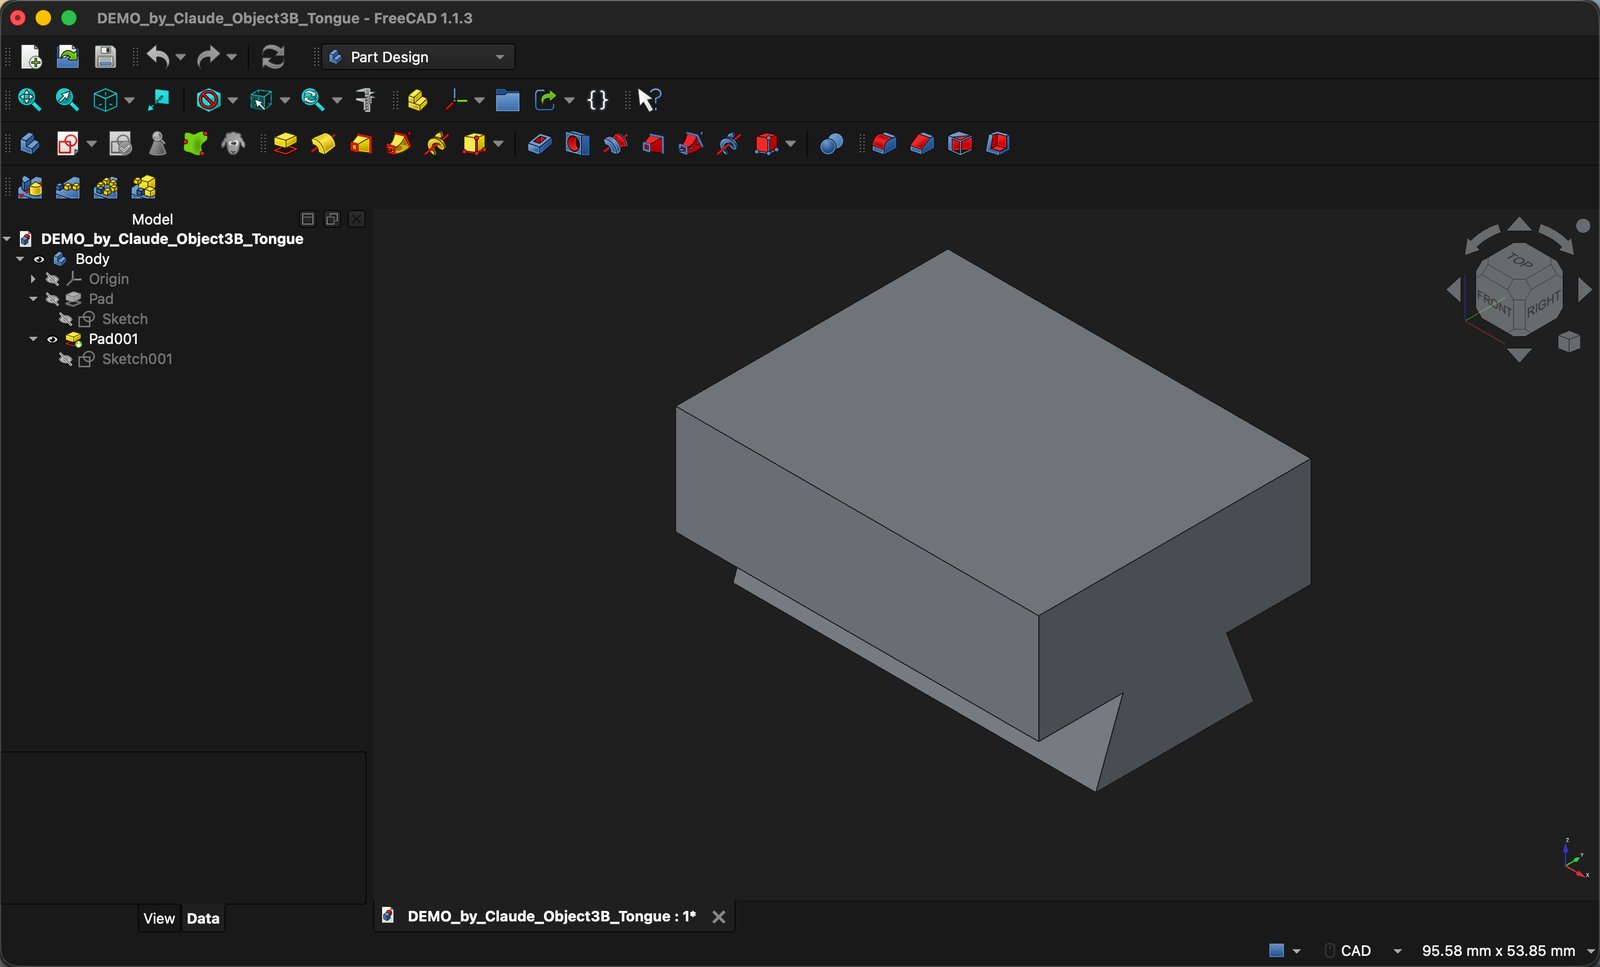 DEMO_by_Claude_Object3B_Tongue - FreeCAD 1.1.3
Part Design
Model
DEMO_by_Claude_Object3B_Tongue
Body
Origin
Pad
Sketch
Pad001
Sketch001
TOP
FRONT
RIGHT
z
Y
x
View
Data
DEMO_by_Claude_Object3B_Tongue : 1*
CAD
95.58 mm x 53.85 mm